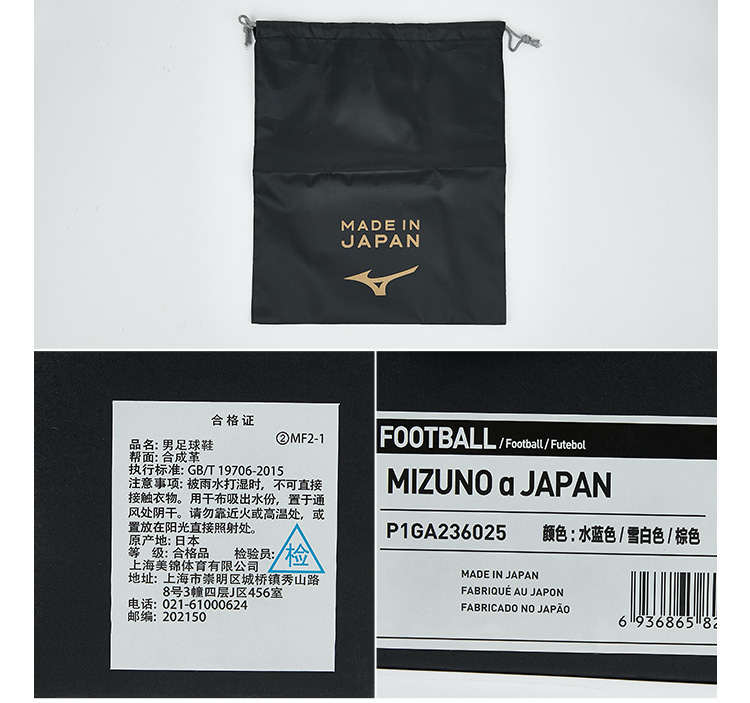 MADE IN
JAPAN
合格证
②MF2-1
品名: 男足球鞋
帮面: 合成革
执行标准: GB/T 19706-2015
注意事项: 被雨水打湿时，不可直接
接触衣物。用干布吸出水份，置于通
风处阴干。请勿靠近火或高温处，或
置放在阳光直接照射处。
原产地: 日本
等 级: 合格品 检验员:
检
上海美锦体育有限公司
地址: 上海市崇明区城桥镇秀山路
8号3幢四层J区456室
电话: 021-61000624
邮编: 202150
FOOTBALL / Football / Futebol
MIZUNO α JAPAN
P1GA236025 颜色：水蓝色 / 雪白色 / 棕色
MADE IN JAPAN
FABRIQUÉ AU JAPON
FABRICADO NO JAPÃO
6 936865 82